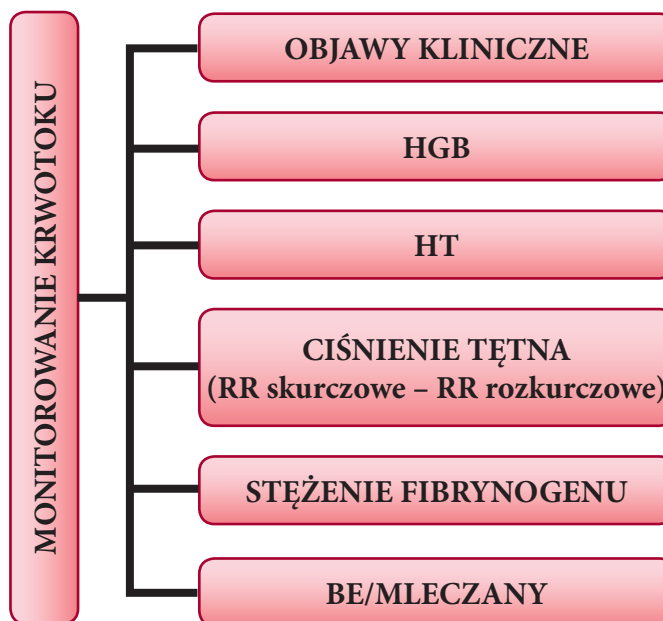 MONITOROWANIE KRWOTOKU
OBJAWY KLINICZNE
HGB
HT
CIŚNIENIE TĘTNA
(RR skurczowe – RR rozkurczowe)
STĘŻENIE FIBRYNOGENU
BE/MLECZANY